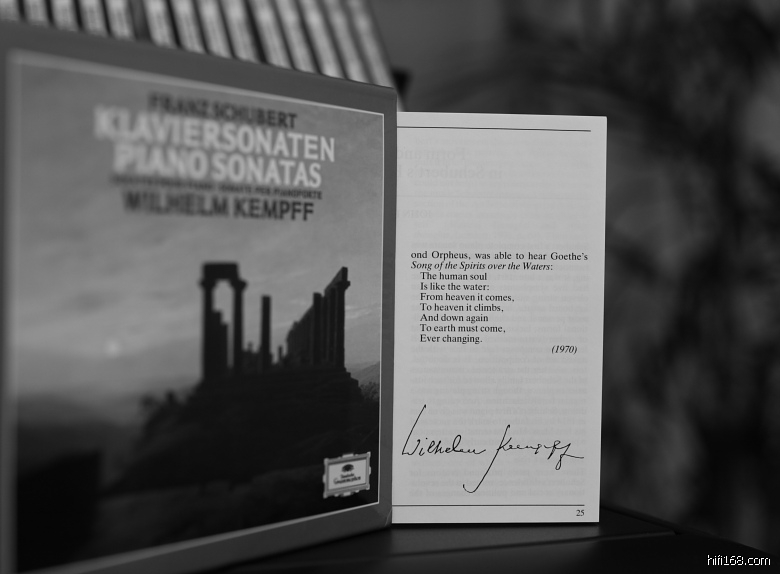 FRANZ SCHUBERT
KLAVIERSONATEN
PIANO SONATAS
WILHELM KEMPFF
Deutsche
Grammophon
ond Orpheus, was able to hear Goethe's
Song of the Spirits over the Waters:
The human soul
Is like the water:
From heaven it comes,
To heaven it climbs,
And down again
To earth must come,
Ever changing.
(1970)
Wilhelm Kempff
25
hifi168.com